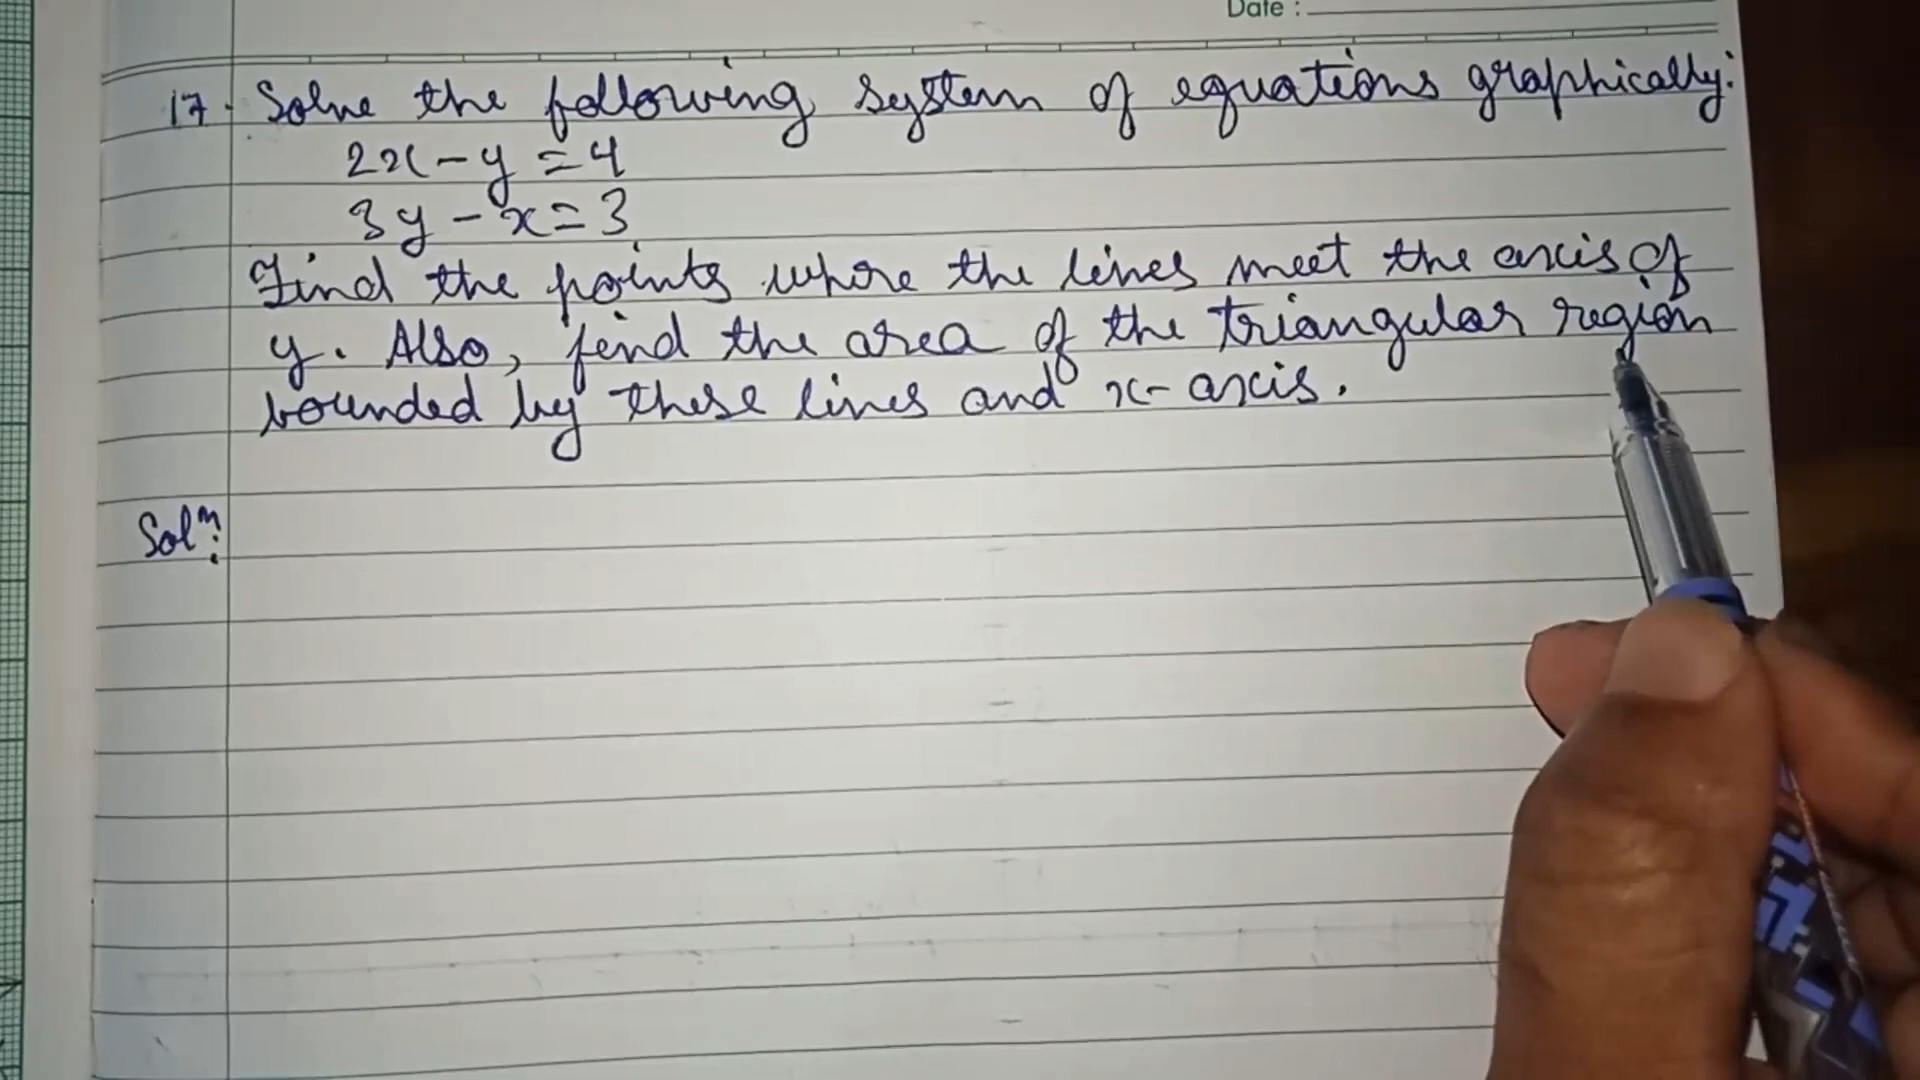 Date :
17. Solve the following system of equations graphically:
2x - y = 4
3y - x = 3
Find the points where the lines meet the axis of
y. Also, find the area of the triangular region
bounded by these lines and x-axis.
Solⁿ: